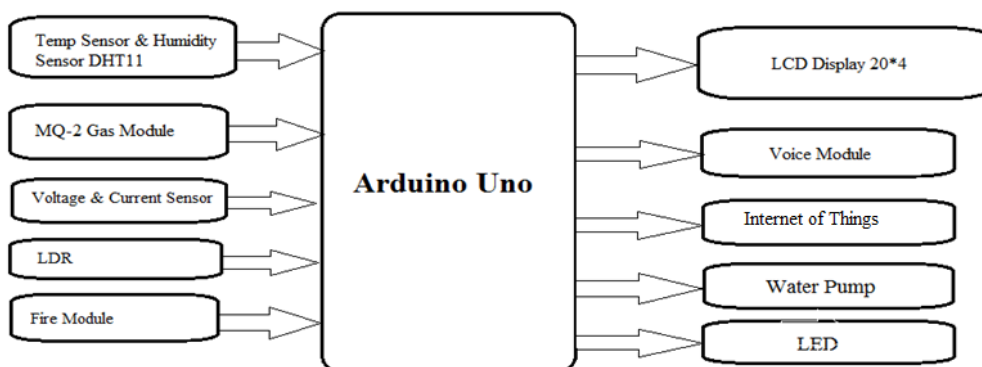 Temp Sensor & Humidity
Sensor DHT11
MQ-2 Gas Module
Voltage & Current Sensor
LDR
Fire Module
Arduino Uno
LCD Display 20*4
Voice Module
Internet of Things
Water Pump
LED